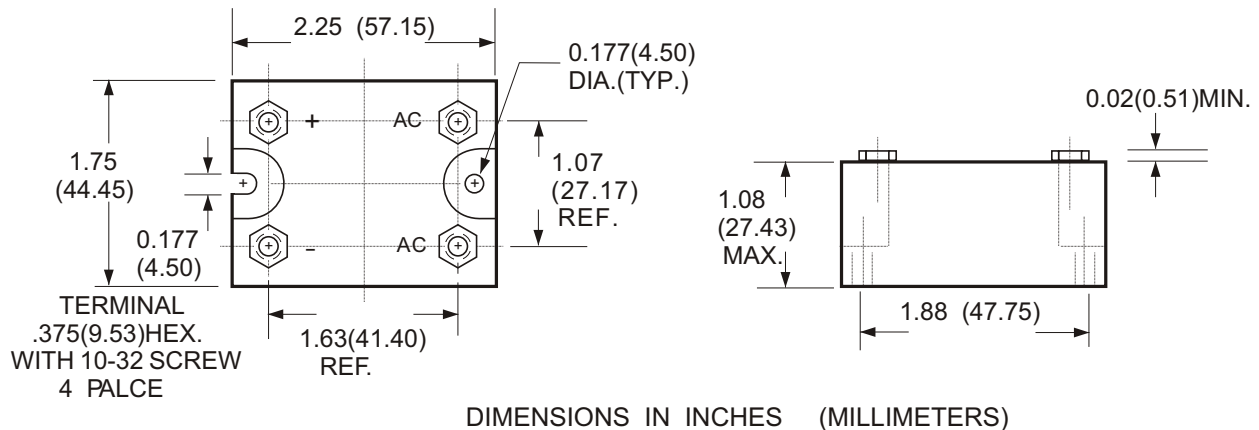 2.25 (57.15)
0.177(4.50)
DIA.(TYP.)
+
AC
1.75
(44.45)
1.07
(27.17)
REF.
0.177
(4.50)
-
AC
TERMINAL
.375(9.53)HEX.
WITH 10-32 SCREW
4 PALCE
1.63(41.40)
REF.
0.02(0.51)MIN.
1.08
(27.43)
MAX.
1.88 (47.75)
DIMENSIONS IN INCHES (MILLIMETERS)